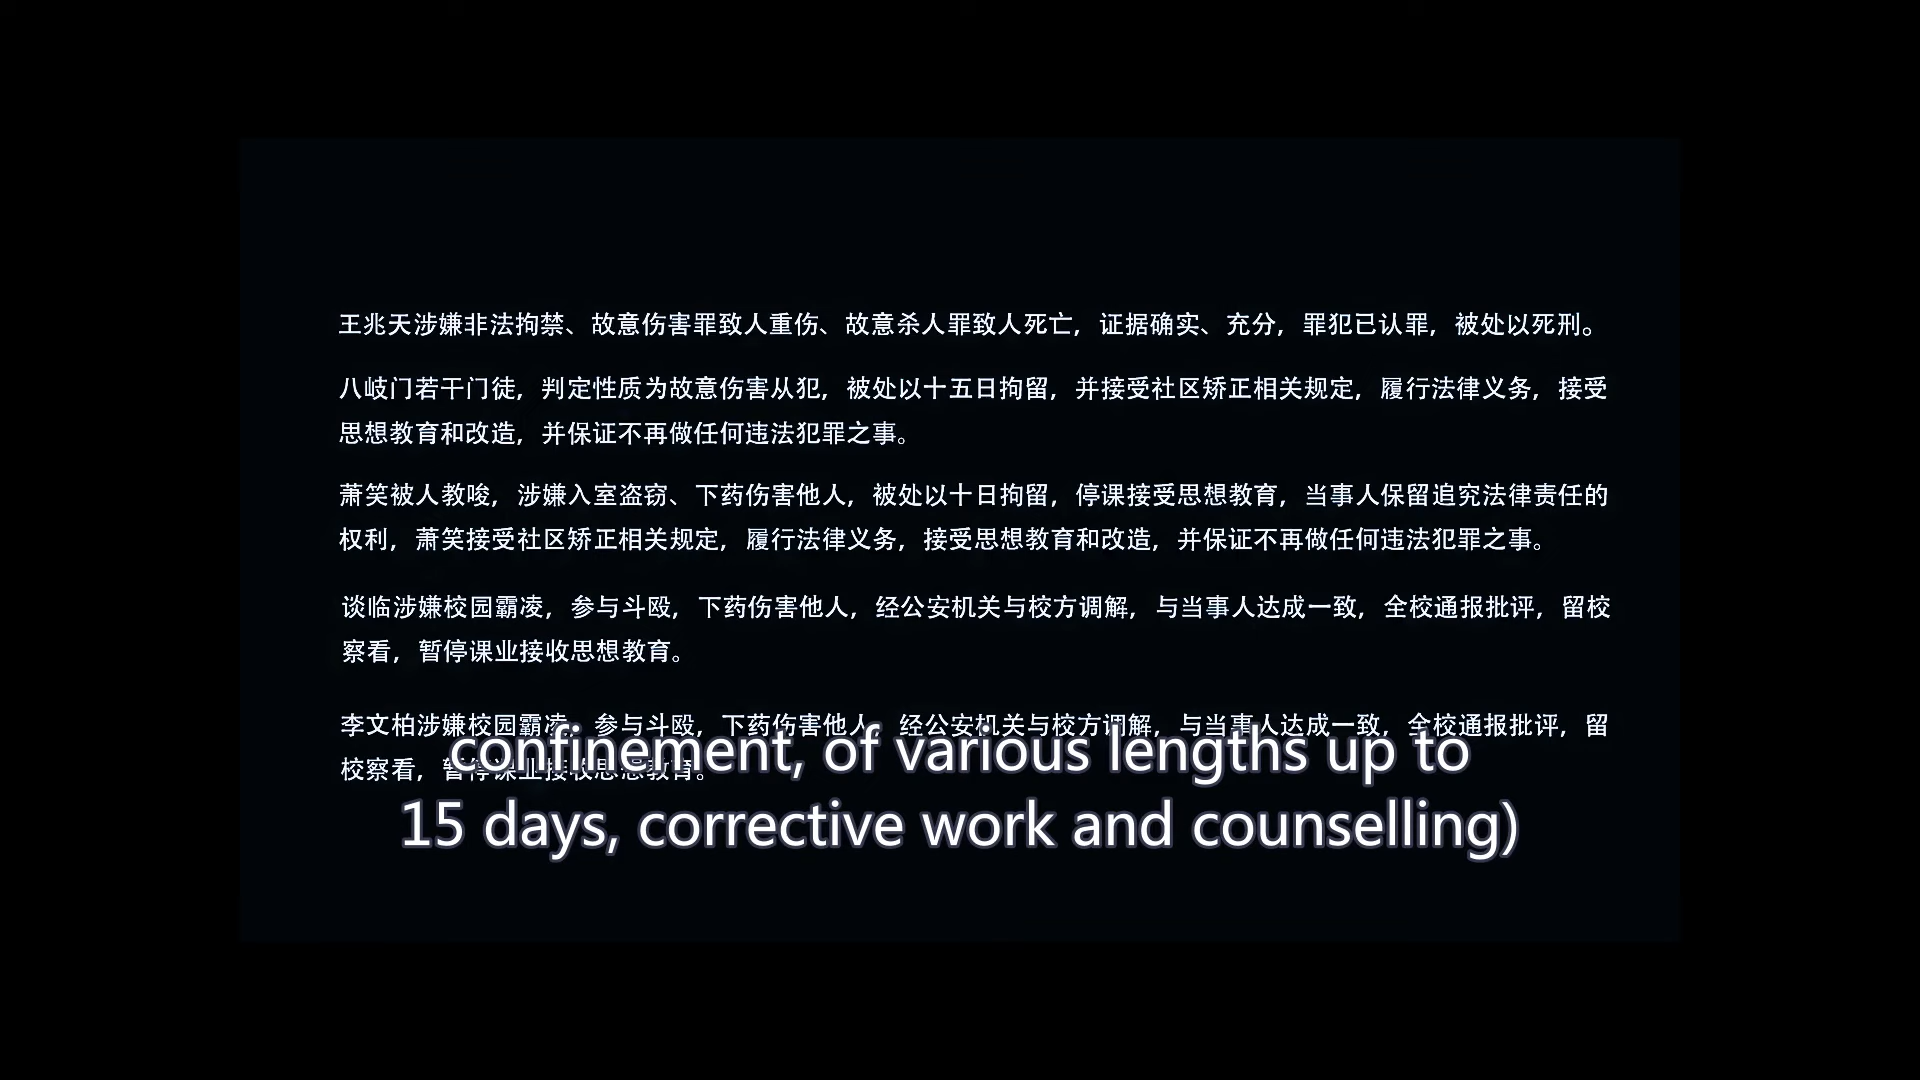 王兆天涉嫌非法拘禁、故意伤害罪致人重伤、故意杀人罪致人死亡，证据确实、充分，罪犯已认罪，被处以死刑。
八岐门若干门徒，判定性质为故意伤害从犯，被处以十五日拘留，并接受社区矫正相关规定，履行法律义务，接受
思想教育和改造，并保证不再做任何违法犯罪之事。
萧笑被人教唆，涉嫌入室盗窃、下药伤害他人，被处以十日拘留，停课接受思想教育，当事人保留追究法律责任的
权利，萧笑接受社区矫正相关规定，履行法律义务，接受思想教育和改造，并保证不再做任何违法犯罪之事。
谈临涉嫌校园霸凌，参与斗殴，下药伤害他人，经公安机关与校方调解，与当事人达成一致，全校通报批评，留校
察看，暂停课业接收思想教育。
李文柏涉嫌校园霸凌，参与斗殴，下药伤害他人，经公安机关与校方调解，与当事人达成一致，全校通报批评，留
校察看，暂停课业接收思想教育。
confinement, of various lengths up to
15 days, corrective work and counselling)